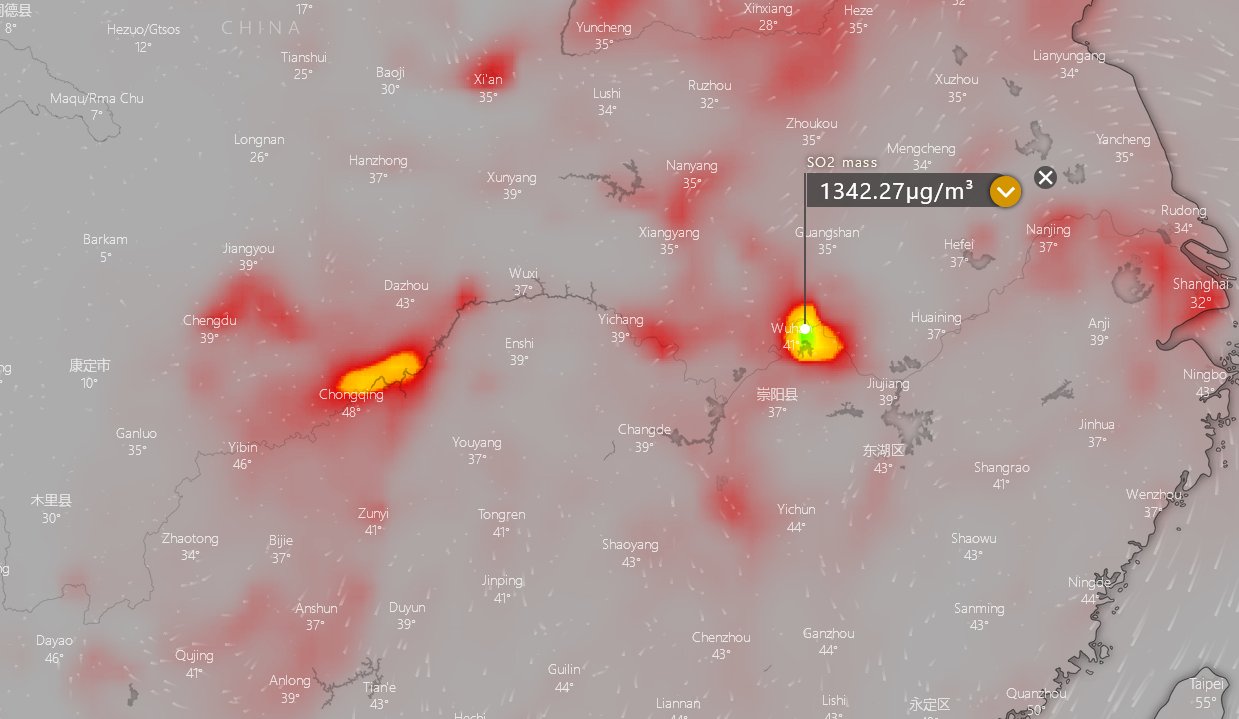 17°
Xinxiang
28°
Heze
35°
8°
Hezuo/Gtsos
12°
CHINA
Yuncheng
35°
Tianshui
25°
Baoji
30°
Xi'an
35°
Lushi
34°
Ruzhou
32°
Xuzhou
35°
Lianyungang
34°
Maqu/Rma Chu
7°
Zhoukou
35°
Longnan
26°
Hanzhong
37°
Xunyang
39°
Nanyang
35°
Mengcheng
34°
Yancheng
35°
SO2 mass
1342.27µg/m³
Barkam
5°
Jiangyou
39°
Xiangyang
35°
Guangshan
35°
Hefei
37°
Nanjing
37°
Rudong
34°
Dazhou
43°
Wuxi
37°
Shanghai
32°
Chengdu
39°
Yichang
39°
Enshi
39°
41°
Huaining
37°
Anji
39°
康定市
10°
Chongqing
48°
崇阳县
37°
Jiujiang
39°
Ningbo
43°
Ganluo
35°
Yibin
46°
Youyang
37°
Changde
39°
东湖区
43°
Jinhua
37°
Shangrao
41°
木里县
30°
Zunyi
41°
Tongren
41°
Yichun
44°
Wenzhou
37°
Zhaotong
34°
Bijie
37°
Shaoyang
43°
Shaowu
43°
Jinping
41°
Ningde
44°
Anshun
37°
Duyun
39°
Sanming
43°
Dayao
46°
Qujing
41°
Chenzhou
43°
Ganzhou
44°
Anlong
39°
Tian'e
43°
Guilin
44°
Liannan
Lishi
永定区
Quanzhou
50°
Taipei
55°